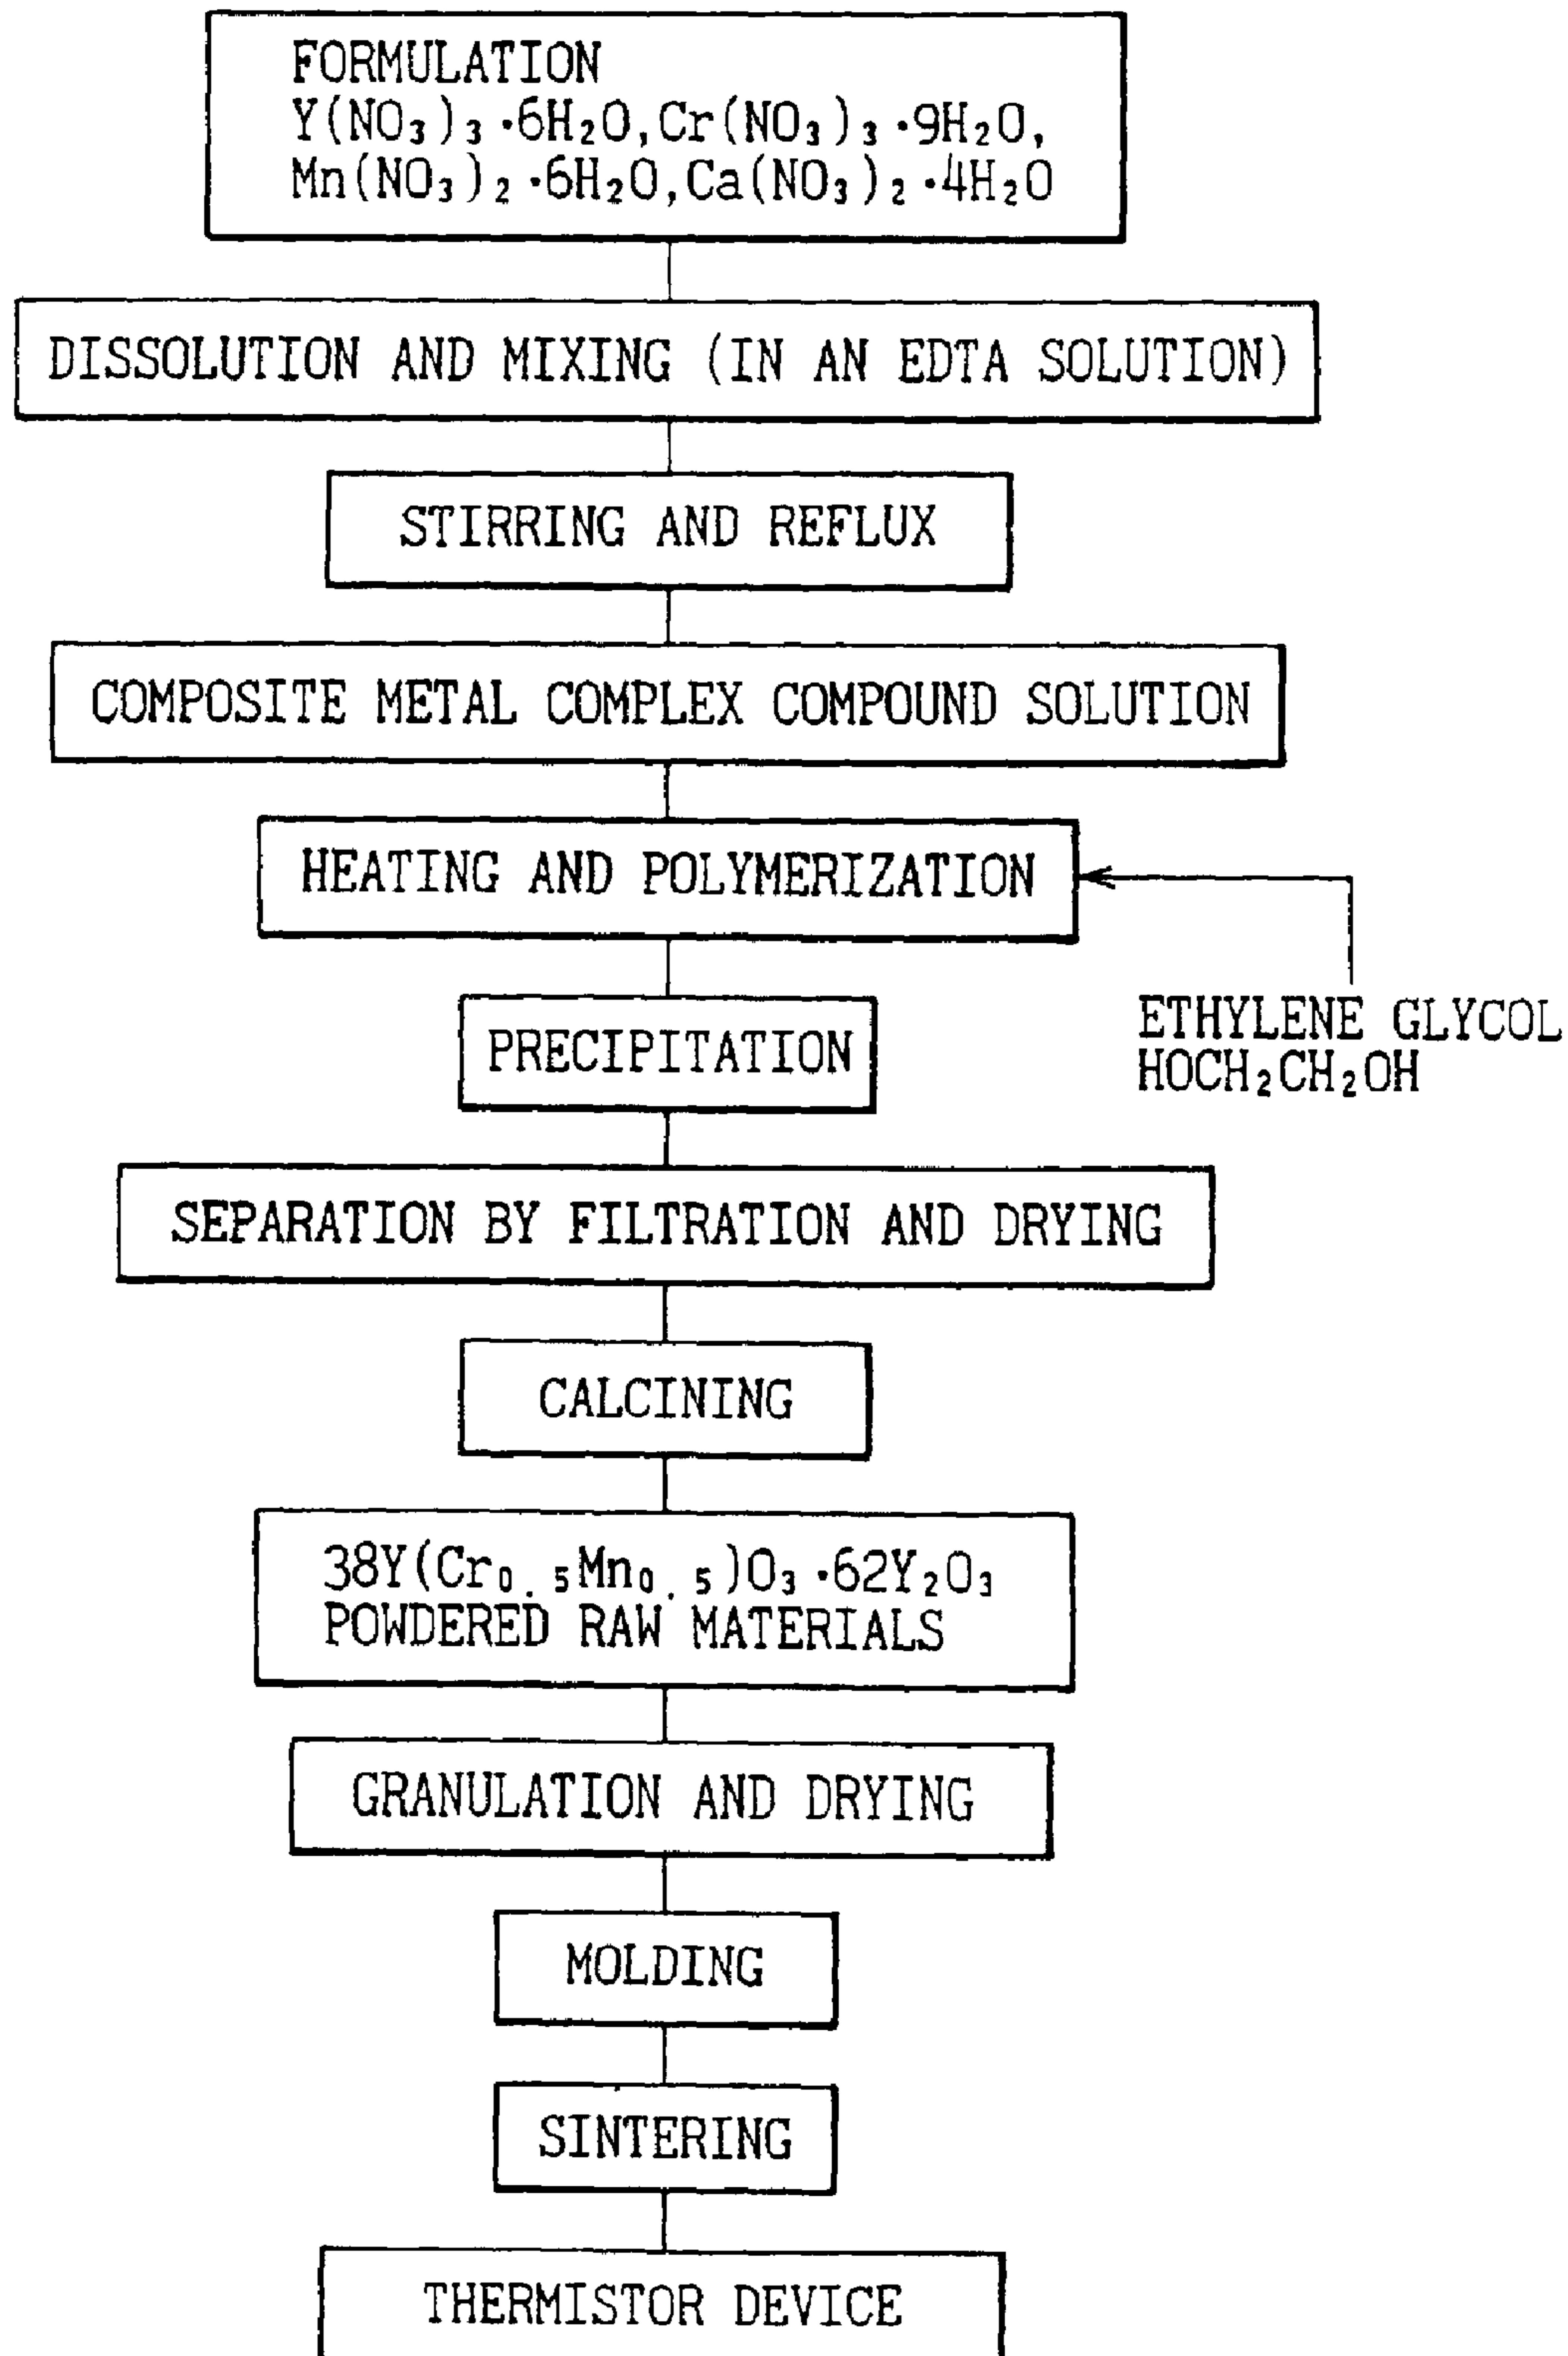 FORMULATION
Y(NO₃)₃·6H₂O,Cr(NO₃)₃·9H₂O,
Mn(NO₃)₂·6H₂O,Ca(NO₃)₂·4H₂O
DISSOLUTION AND MIXING (IN AN EDTA SOLUTION)
STIRRING AND REFLUX
COMPOSITE METAL COMPLEX COMPOUND SOLUTION
HEATING AND POLYMERIZATION
ETHYLENE GLYCOL
HOCH₂CH₂OH
PRECIPITATION
SEPARATION BY FILTRATION AND DRYING
CALCINING
38Y(Cr₀.₅Mn₀.₅)O₃·62Y₂O₃
POWDERED RAW MATERIALS
GRANULATION AND DRYING
MOLDING
SINTERING
THERMISTOR DEVICE